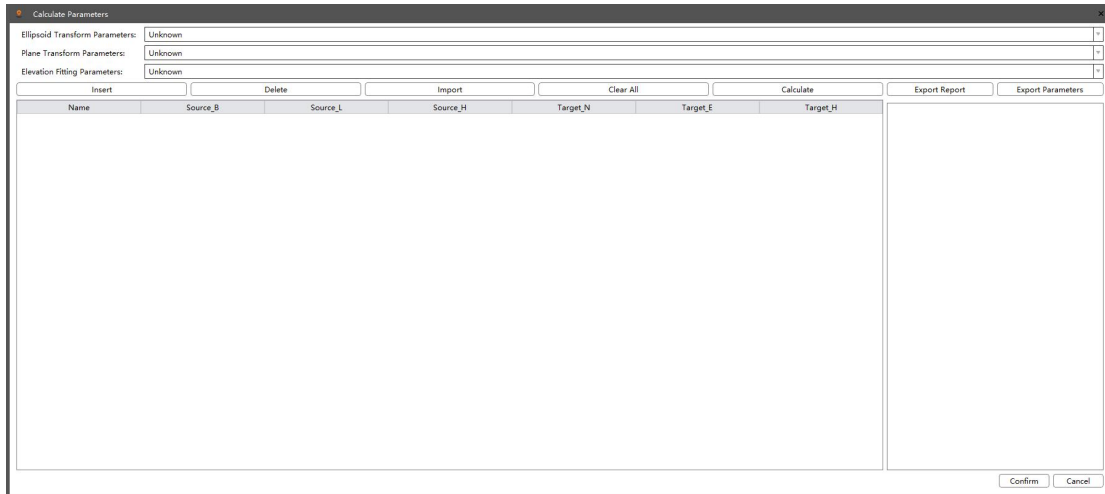 Calculate Parameters
Ellipsoid Transform Parameters: Unknown
Plane Transform Parameters: Unknown
Elevation Fitting Parameters: Unknown
Insert Delete Import Clear All Calculate Export Report Export Parameters
Name Source_B Source_L Source_H Target_N Target_E Target_H
Confirm Cancel